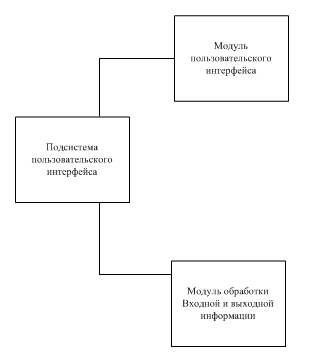 Модуль
пользовательского
интерфейса
Подсистема
пользовательского
интерфейса
Модуль обработки
Входной и выходной
информации